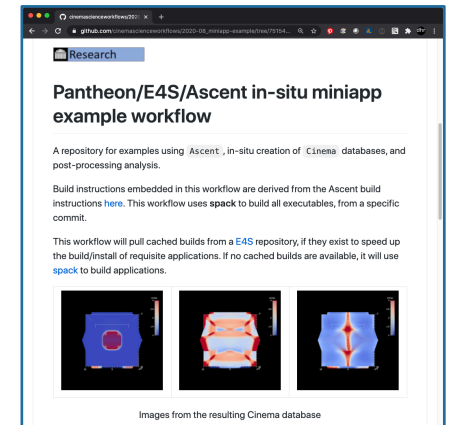 cinemascienceworkflows/2020
github.com/cinemascienceworkflows/2020-08_miniapp-example/tree/75154...
Research
Pantheon/E4S/Ascent in-situ miniapp
example workflow
A repository for examples using Ascent, in-situ creation of Cinema databases, and
post-processing analysis.
Build instructions embedded in this workflow are derived from the Ascent build
instructions here. This workflow uses spack to build all executables, from a specific
commit.
This workflow will pull cached builds from a E4S repository, if they exist to speed up
the build/install of requisite applications. If no cached builds are available, it will use
spack to build applications.
Images from the resulting Cinema database